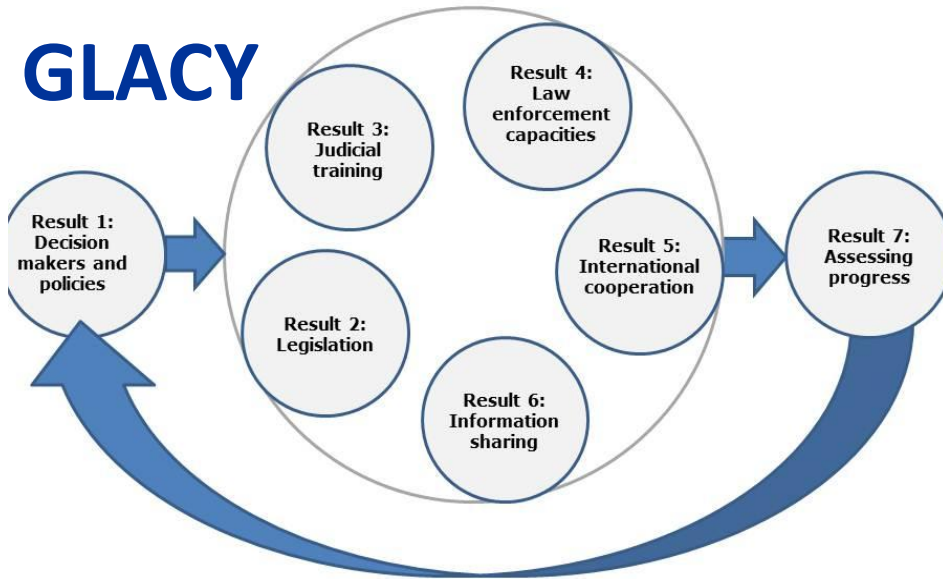 GLACY
Result 1:
Decision
makers and
policies
Result 2:
Legislation
Result 3:
Judicial
training
Result 4:
Law
enforcement
capacities
Result 5:
International
cooperation
Result 6:
Information
sharing
Result 7:
Assessing
progress